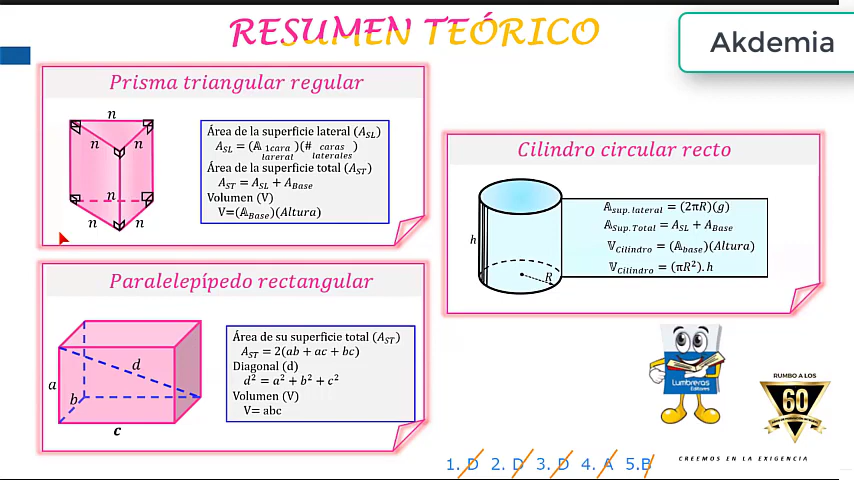 RESUMEN TEÓRICO
Akdemia
Prisma triangular regular
n
n
n
n
n
n
Área de la superficie lateral (A_SL)
A_SL = (𝔸 1cara lareral)(# caras laterales)
Área de la superficie total (A_ST)
A_ST = A_SL + A_Base
Volumen (V)
V=(𝔸_Base)(Altura)
Cilindro circular recto
h
R
𝔸_Sup.lateral = (2πR)(g)
𝔸_Sup.Total = A_SL + A_Base
𝕍_Cilindro = (𝔸_base)(Altura)
𝕍_Cilindro = (πR²).h
Paralelepípedo rectangular
a
b
c
d
Área de su superficie total (A_ST)
A_ST = 2(ab + ac + bc)
Diagonal (d)
d² = a² + b² + c²
Volumen (V)
V= abc
Lumbreras
Editores
RUMBO A LOS
60
CREEMOS EN LA EXIGENCIA
1. D 2. D 3. D 4. A 5.B